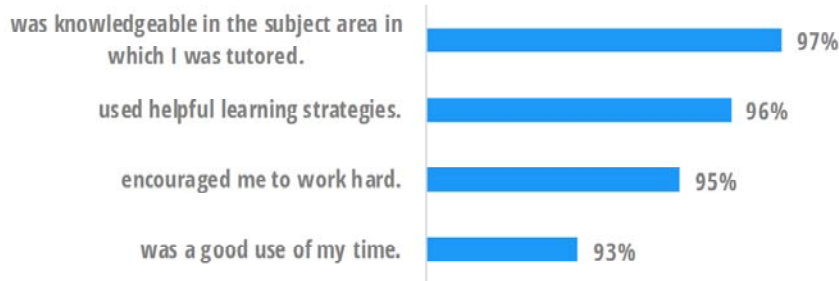 was knowledgeable in the subject area in
which I was tutored.
97%
used helpful learning strategies.
96%
encouraged me to work hard.
95%
was a good use of my time.
93%